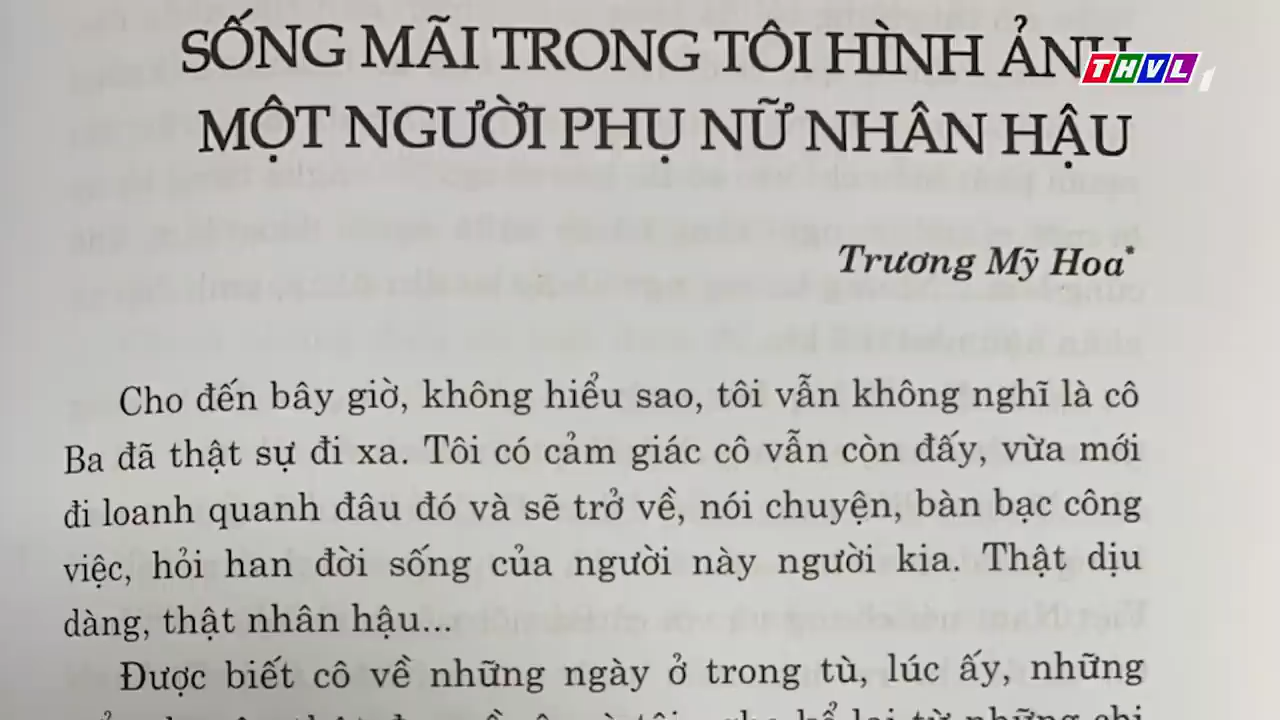 SỐNG MÃI TRONG TÔI HÌNH ẢNH
THVL 1
MỘT NGƯỜI PHỤ NỮ NHÂN HẬU
Trương Mỹ Hoa*
Cho đến bây giờ, không hiểu sao, tôi vẫn không nghĩ là cô
Ba đã thật sự đi xa. Tôi có cảm giác cô vẫn còn đấy, vừa mới
đi loanh quanh đâu đó và sẽ trở về, nói chuyện, bàn bạc công
việc, hỏi han đời sống của người này người kia. Thật dịu
dàng, thật nhân hậu...
Được biết cô về những ngày ở trong tù, lúc ấy, những